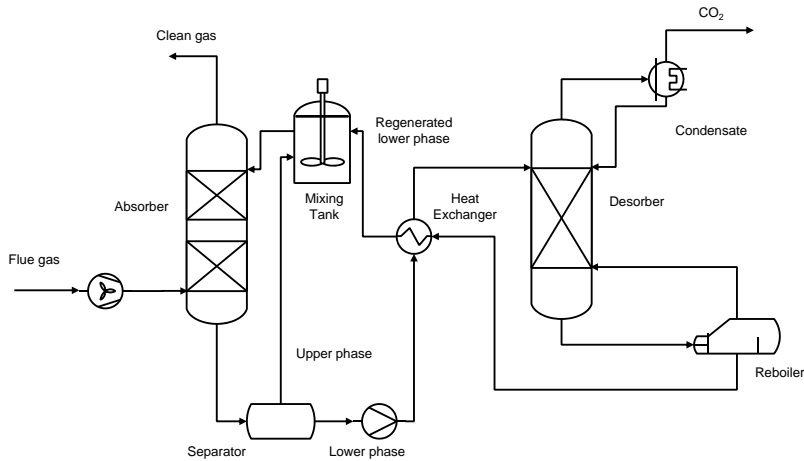 CO2
Clean gas
Regenerated
lower phase
Condensate
Absorber
Mixing
Tank
Heat
Exchanger
Desorber
Flue gas
Upper phase
Reboiler
Separator
Lower phase